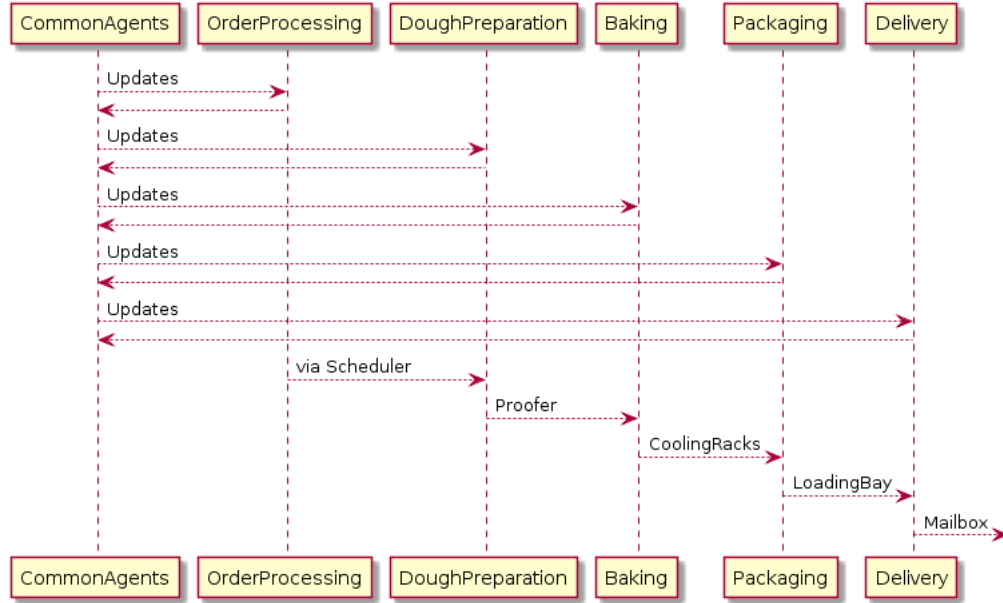 CommonAgents OrderProcessing DoughPreparation Baking Packaging Delivery
Updates
Updates
Updates
Updates
Updates
via Scheduler
Proofer
CoolingRacks
LoadingBay
Mailbox
CommonAgents OrderProcessing DoughPreparation Baking Packaging Delivery